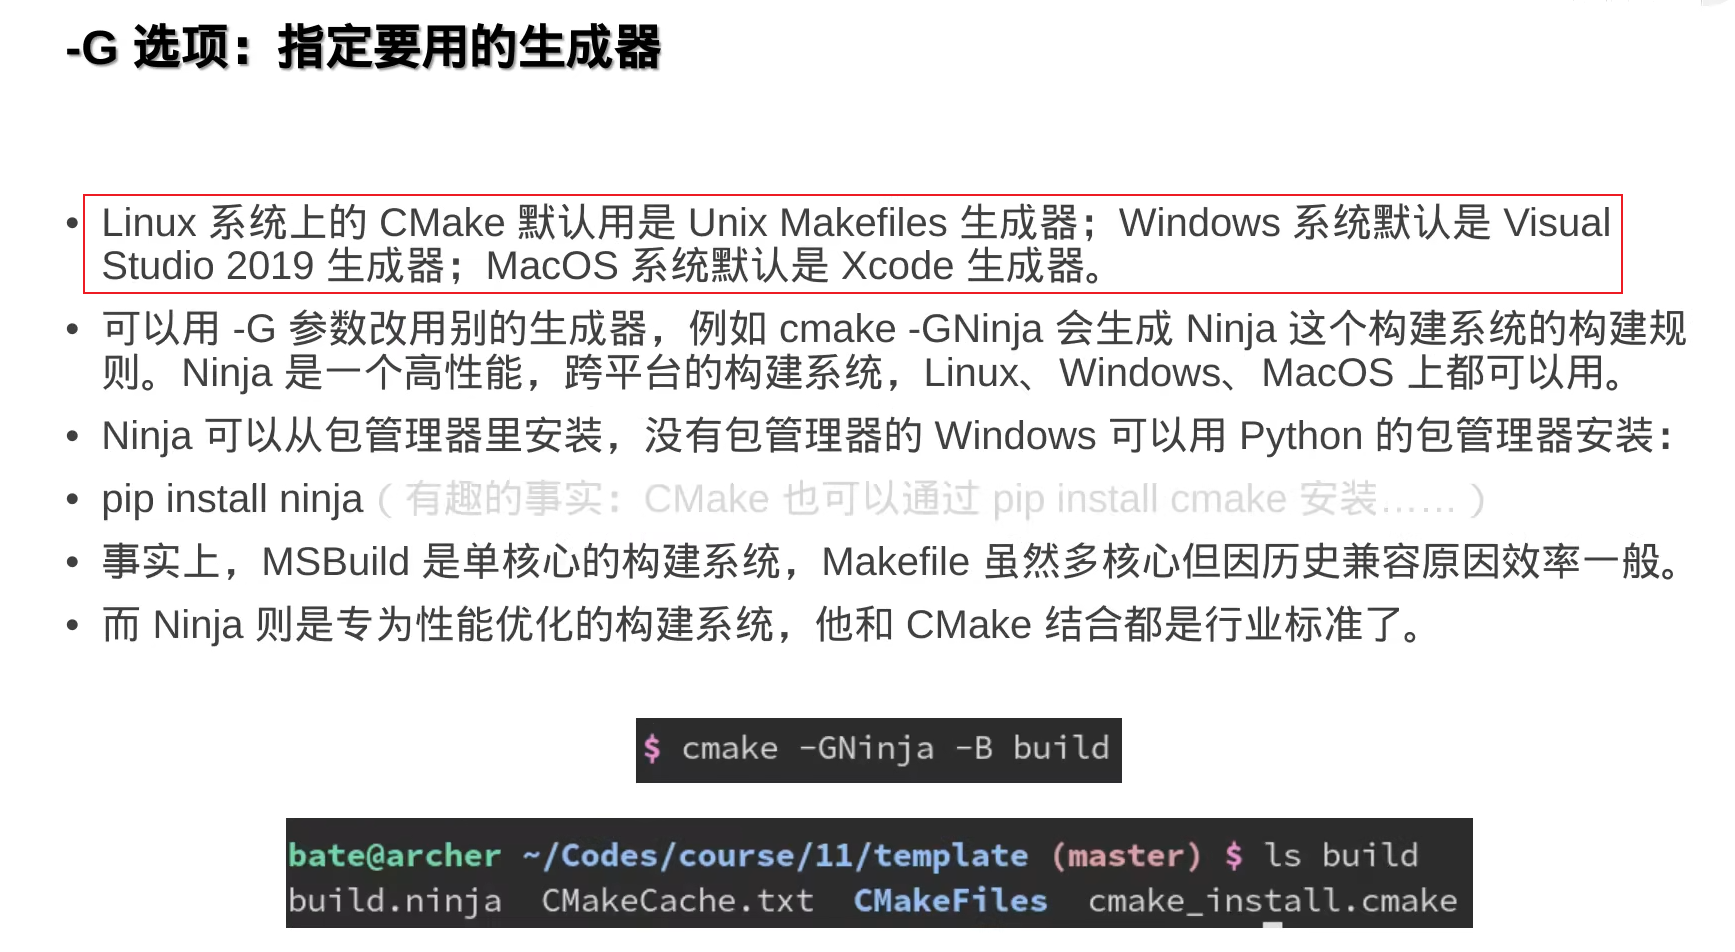 -G 选项：指定要用的生成器
• Linux 系统上的 CMake 默认用是 Unix Makefiles 生成器；Windows 系统默认是 Visual
Studio 2019 生成器；MacOS 系统默认是 Xcode 生成器。
• 可以用 -G 参数改用别的生成器，例如 cmake -GNinja 会生成 Ninja 这个构建系统的构建规
则。Ninja 是一个高性能，跨平台的构建系统，Linux、Windows、MacOS 上都可以用。
• Ninja 可以从包管理器里安装，没有包管理器的 Windows 可以用 Python 的包管理器安装：
• pip install ninja（有趣的事实：CMake 也可以通过 pip install cmake 安装……）
• 事实上，MSBuild 是单核心的构建系统，Makefile 虽然多核心但因历史兼容原因效率一般。
• 而 Ninja 则是专为性能优化的构建系统，他和 CMake 结合都是行业标准了。
$ cmake -GNinja -B build
bate@archer ~/Codes/course/11/template (master) $ ls build
build.ninja CMakeCache.txt CMakeFiles cmake_install.cmake